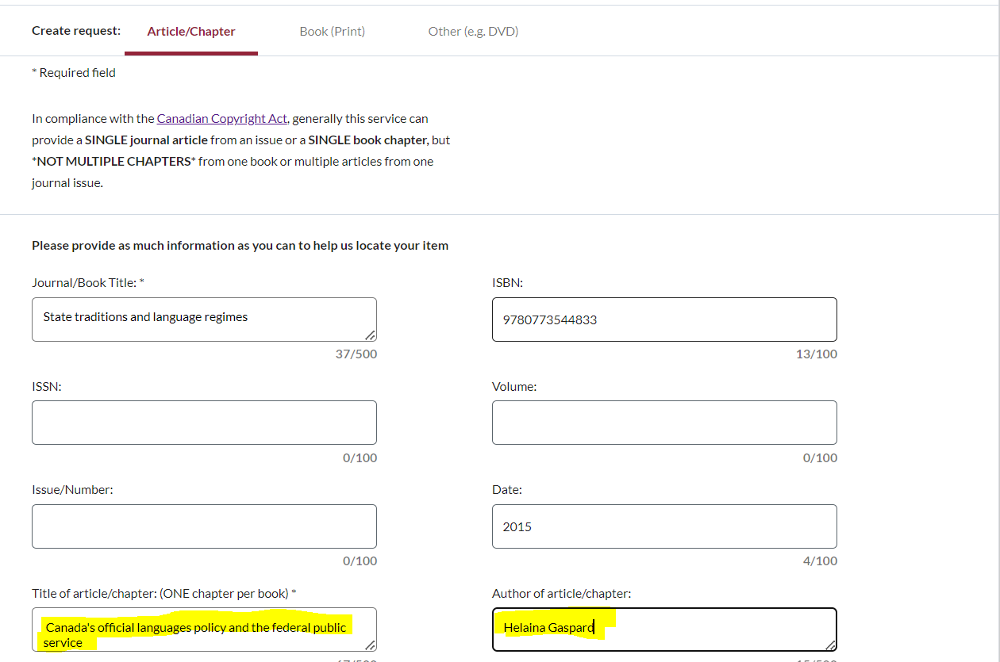 Create request: Article/Chapter Book (Print) Other (e.g. DVD)
* Required field
In compliance with the Canadian Copyright Act, generally this service can
provide a SINGLE journal article from an issue or a SINGLE book chapter, but
*NOT MULTIPLE CHAPTERS* from one book or multiple articles from one
journal issue.
Please provide as much information as you can to help us locate your item
Journal/Book Title: * ISBN:
State traditions and language regimes 9780773544833
37/500 13/100
ISSN: Volume:
0/100 0/100
Issue/Number: Date:
2015
0/100 4/100
Title of article/chapter: (ONE chapter per book) * Author of article/chapter:
Canada's official languages policy and the federal public Helaina Gaspard
service